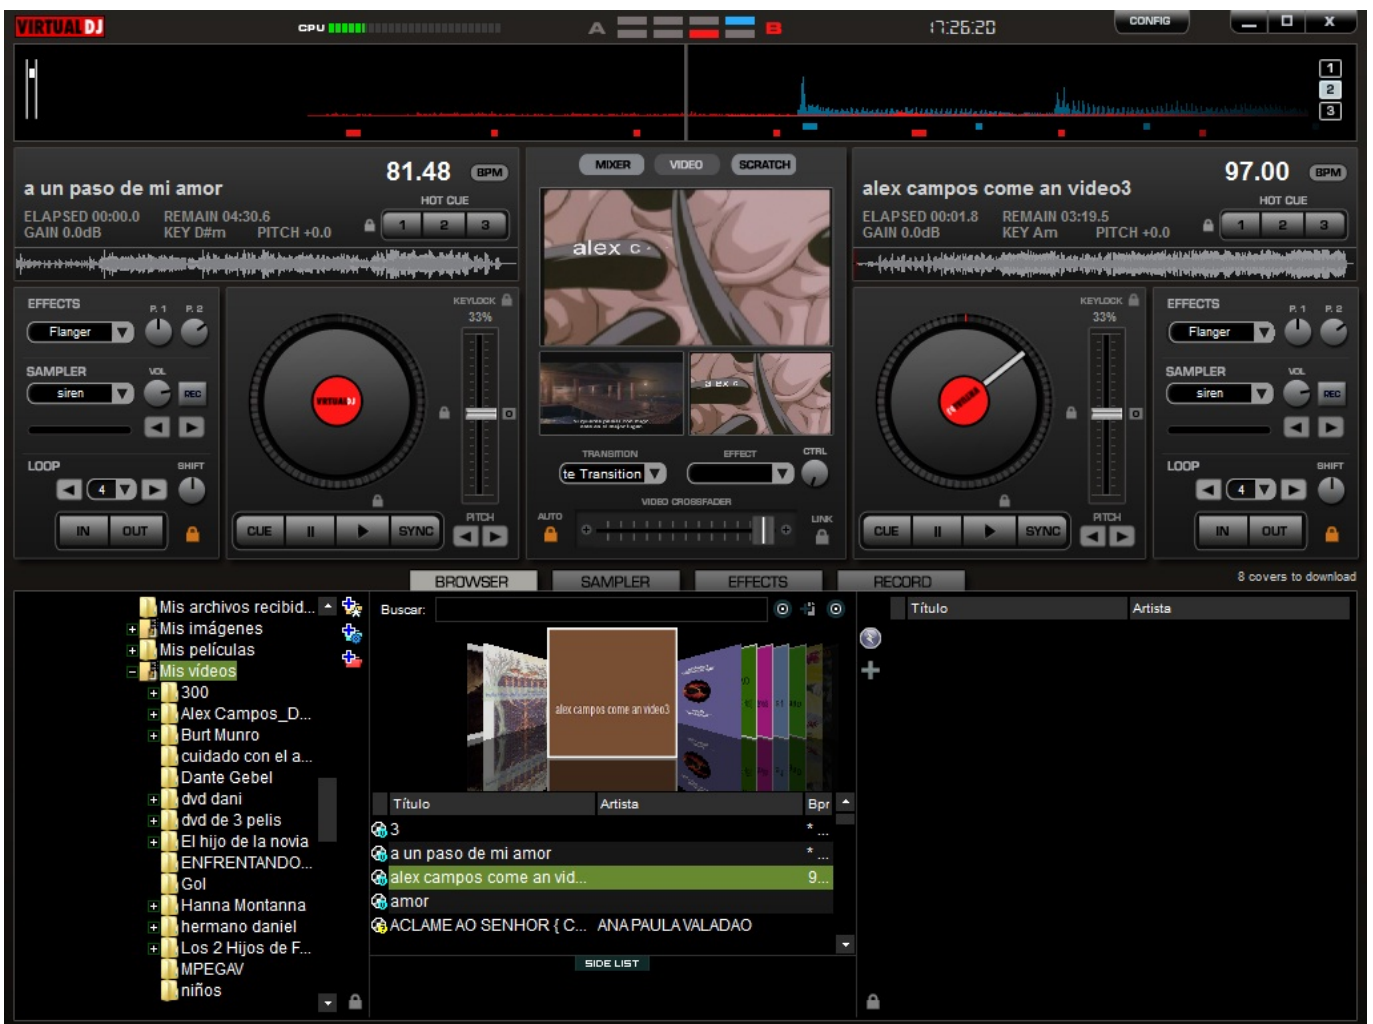 VIRTUAL DJ
CPU
A
B
17:26:20
CONFIG
X
1
2
3
a un paso de mi amor
81.48 BPM
HOT CUE
ELAPSED 00:00.0 REMAIN 04:30.6
GAIN 0.0dB KEY D#m PITCH +0.0
1 2 3
MIXER VIDEO SCRATCH
alex c
alex c
alex campos come an video3
97.00 BPM
HOT CUE
ELAPSED 00:01.8 REMAIN 03:19.5
GAIN 0.0dB KEY Am PITCH +0.0
1 2 3
EFFECTS
P. 1 P. 2
Flanger
SAMPLER
VOL
siren
REC
LOOP
SHIFT
4
IN OUT
KEYLOCK
33%
VIRTUAL DJ
CUE SYNC
PITCH
TRANSITION EFFECT CTRL
te Transition
VIDEO CROSSFADER
AUTO
LINK
KEYLOCK
33%
CUE SYNC
PITCH
EFFECTS
P. 1 P. 2
Flanger
SAMPLER
VOL
siren
REC
LOOP
SHIFT
4
IN OUT
BROWSER SAMPLER EFFECTS RECORD
8 covers to download
Mis archivos recibid...
Mis imágenes
Mis películas
Mis vídeos
300
Alex Campos_D...
Burt Munro
cuidado con el a...
Dante Gebel
dvd dani
dvd de 3 pelis
El hijo de la novia
ENFRENTANDO...
Gol
Hanna Montanna
hermano daniel
Los 2 Hijos de F...
MPEGAV
niños
Buscar:
alex campos come an video3
Título Artista Bpr
3 * ...
a un paso de mi amor * ...
alex campos come an vid... 9...
amor
ACLAME AO SENHOR { C... ANA PAULA VALADAO
SIDE LIST
Título Artista